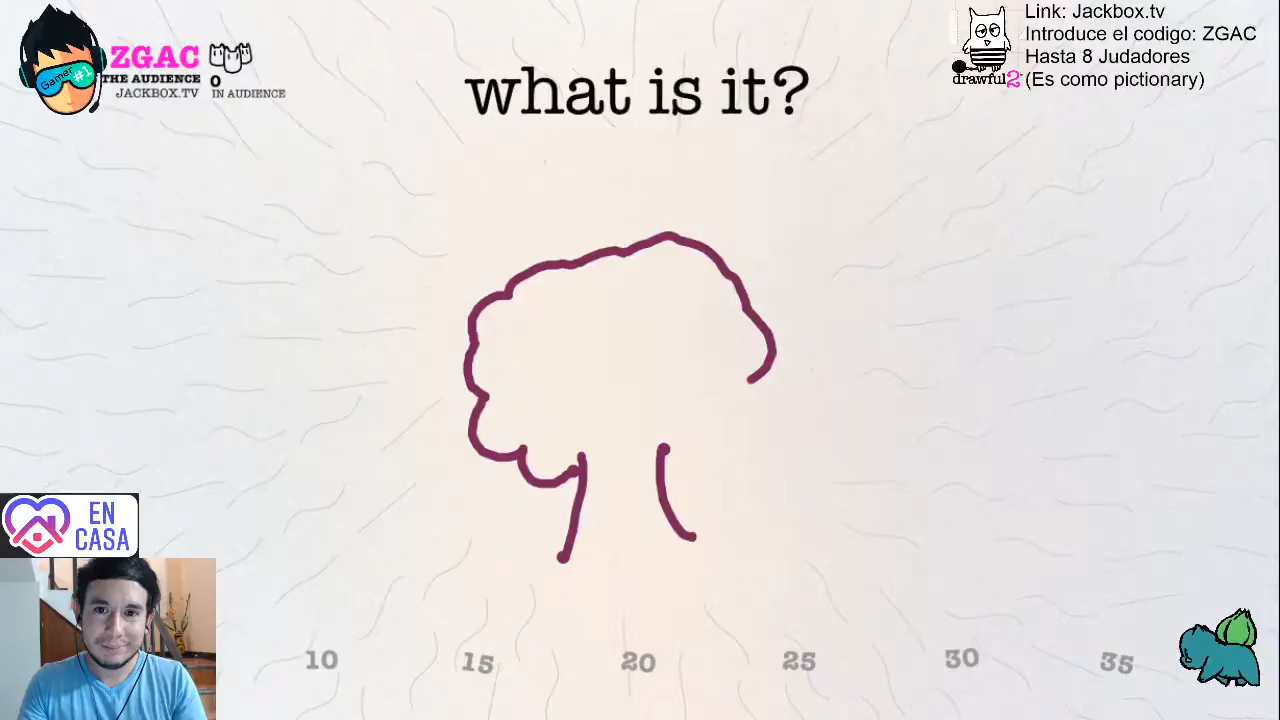 Link: Jackbox.tv
Introduce el codigo: ZGAC
Hasta 8 Judadores
(Es como pictionary)
drawful2
Gamer #1
ZGAC
THE AUDIENCE
JACKBOX.TV
0
IN AUDIENCE
what is it?
EN
CASA
10 15 20 25 30 35